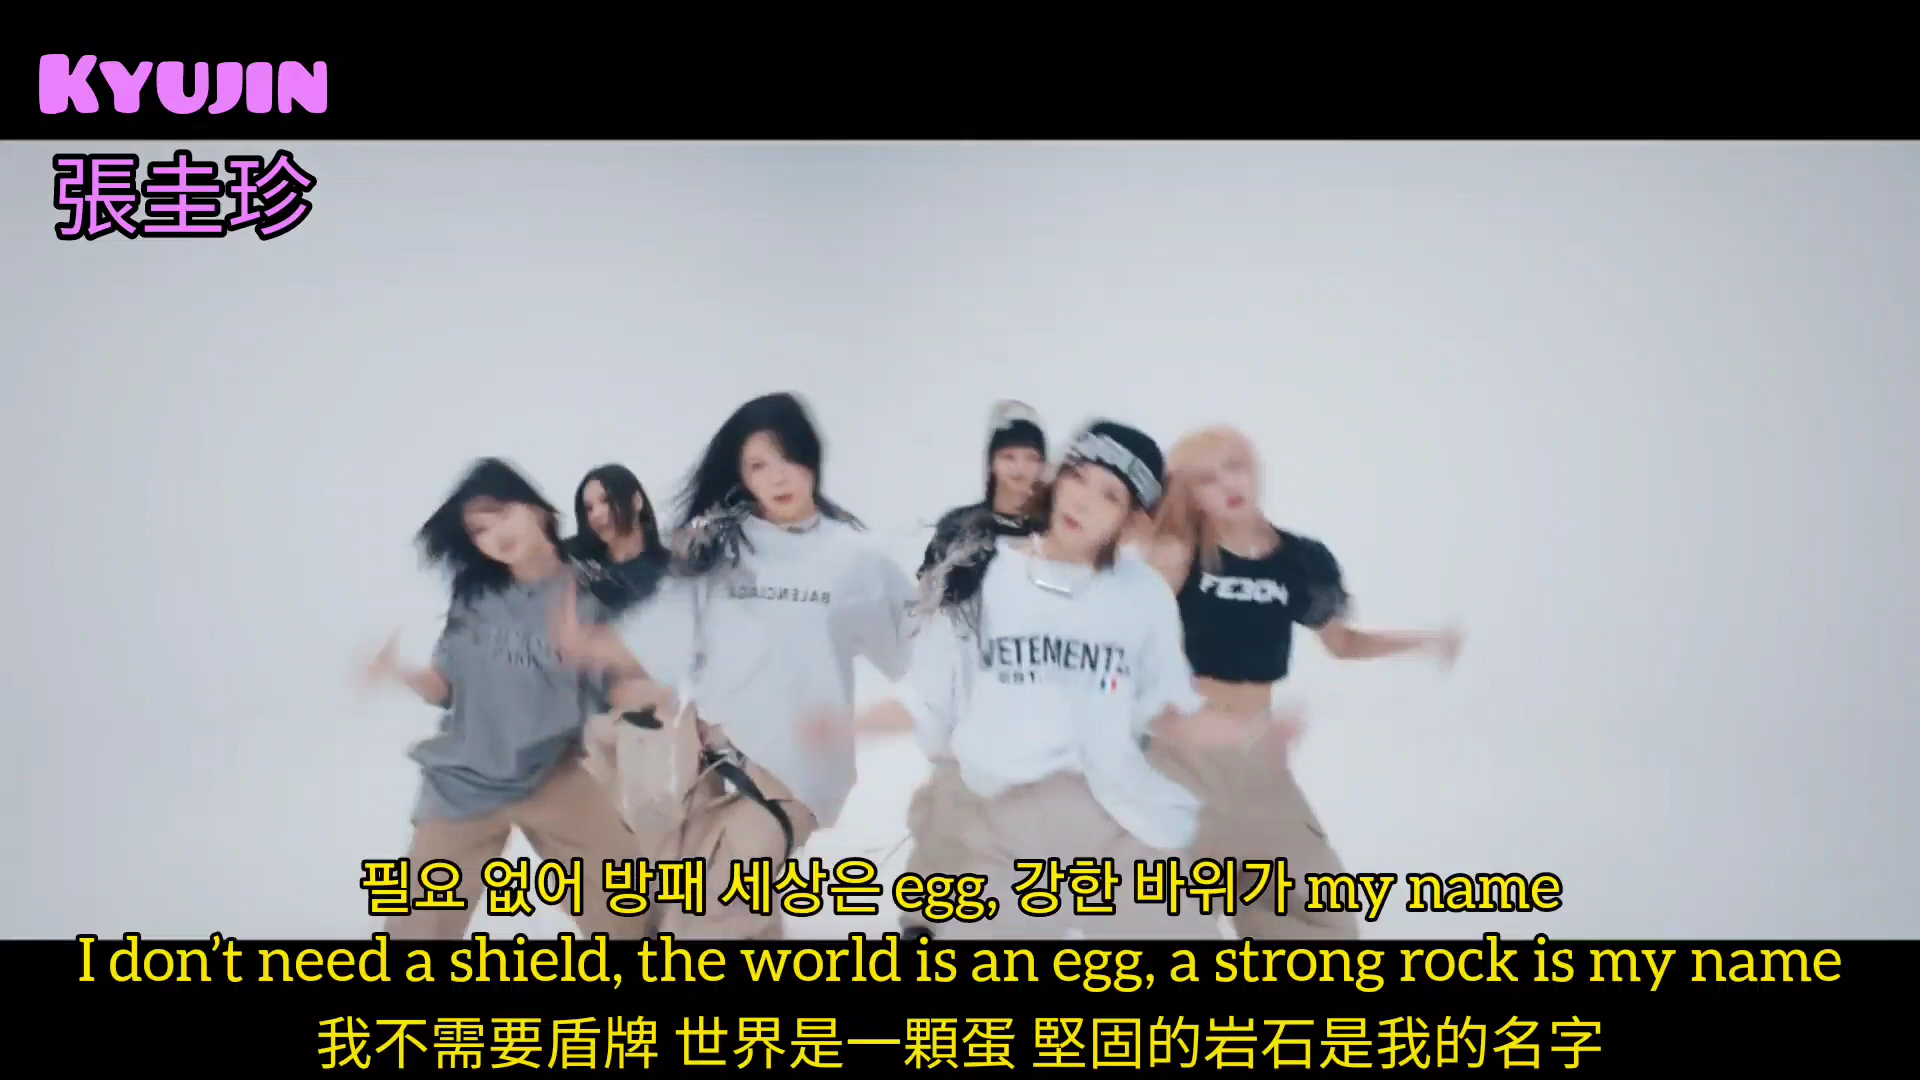 KYUJIN
張圭珍
BALENCIAGA
VETEMENTS
필요 없어 방패 세상은 egg, 강한 바위가 my name
I don't need a shield, the world is an egg, a strong rock is my name
我不需要盾牌 世界是一顆蛋 堅固的岩石是我的名字